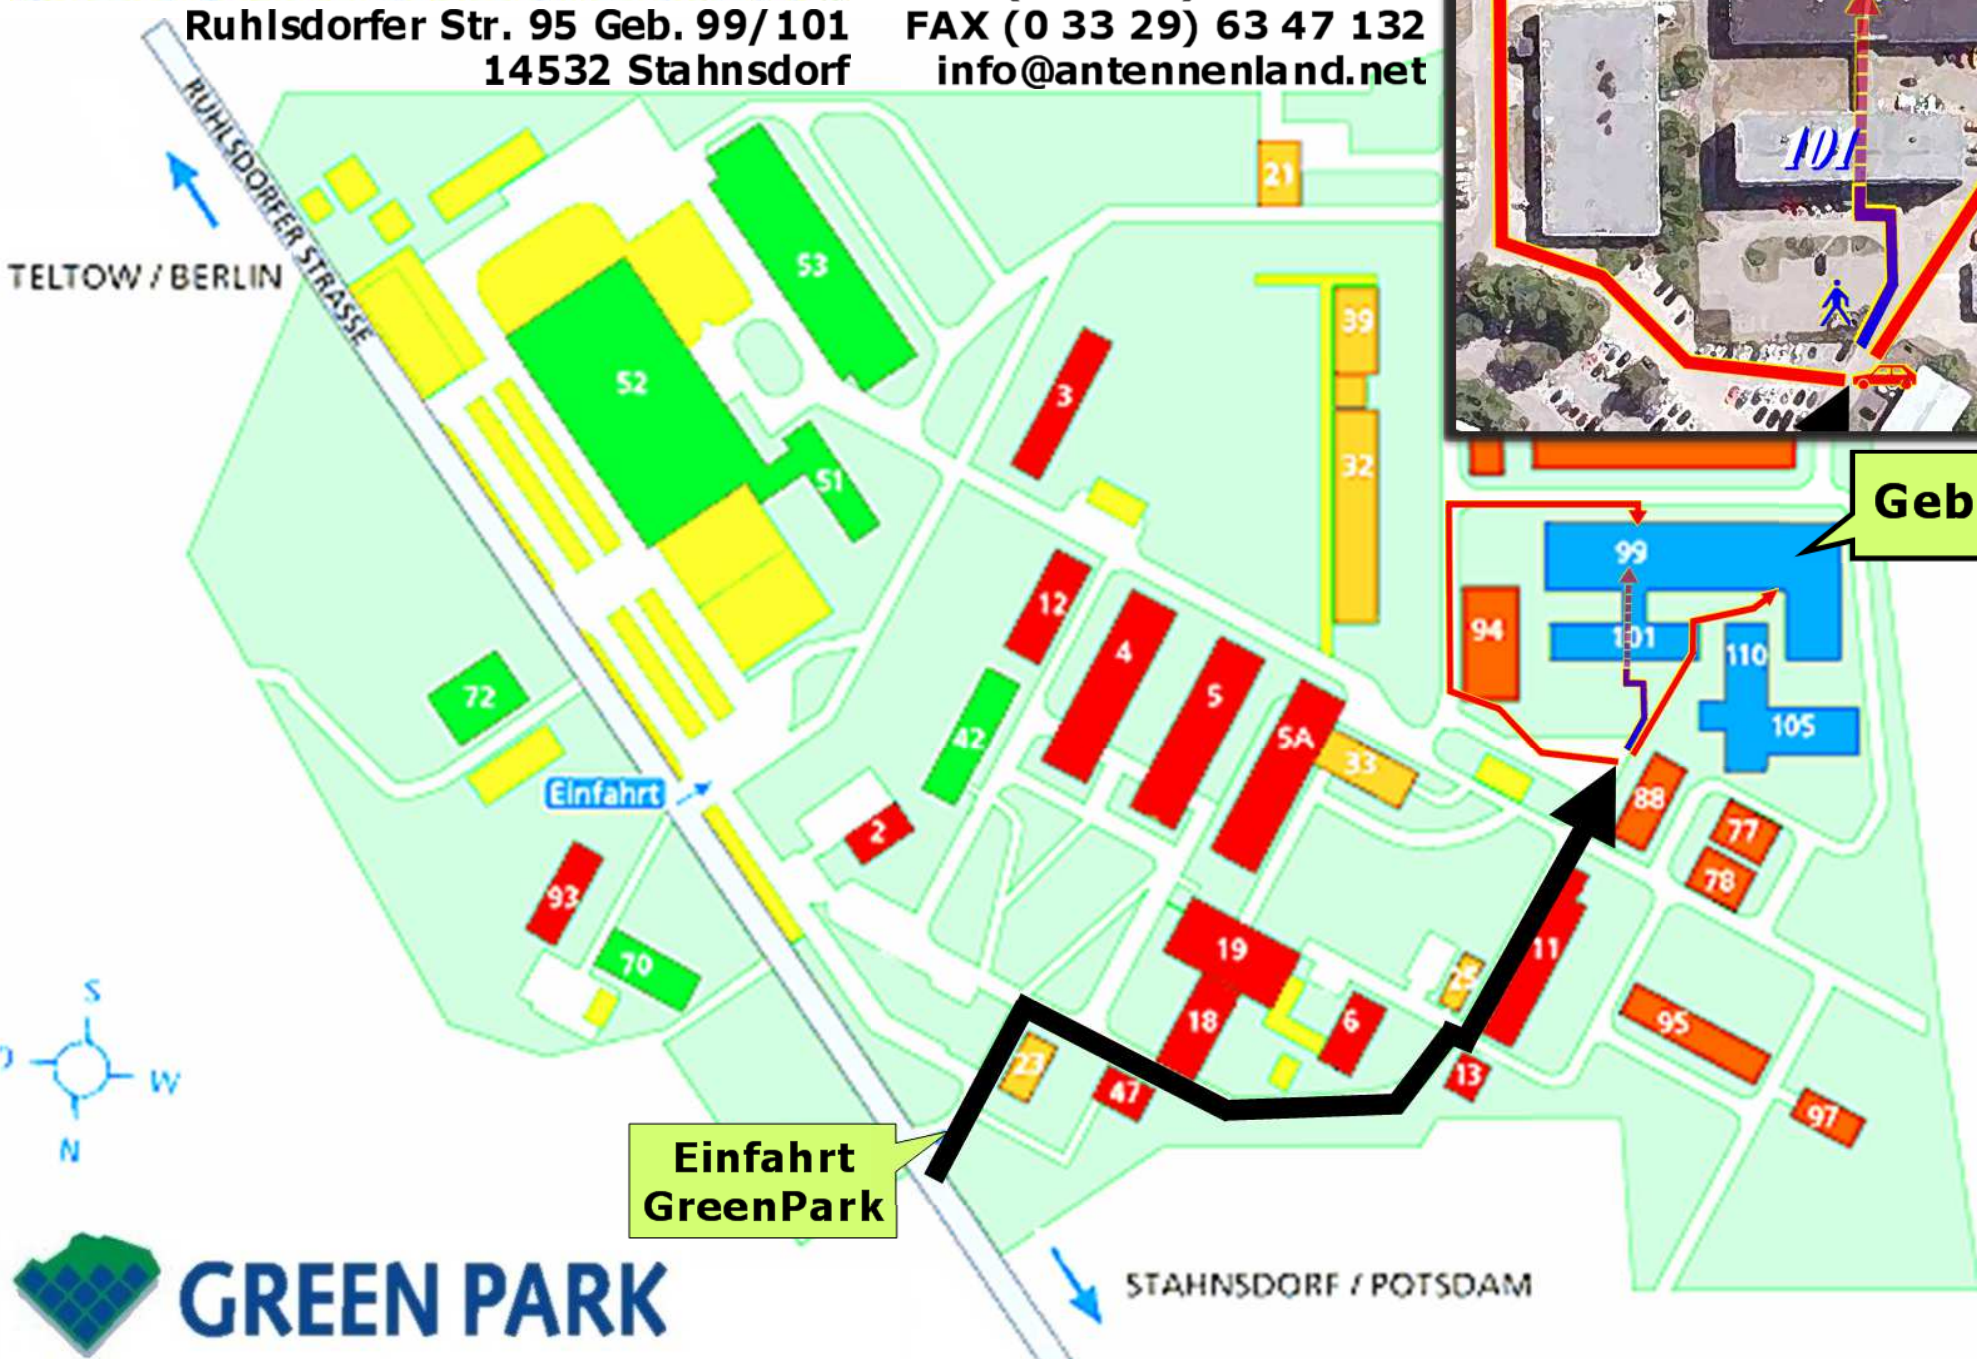 Ruhlsdorfer Str. 95 Geb. 99/101
FAX (0 33 29) 63 47 132
14532 Stahnsdorf
info@antennenland.net
RUHLSDORFER STRASSE
TELTOW / BERLIN
101
21
53
39
52
3
32
51
Geb
99
12
94
101
4
110
72
5
42
5A
105
33
Einfahrt
88
2
77
78
93
19
11
70
25
S
18
6
95
23
W
13
47
97
N
Einfahrt
GreenPark
STAHNSDORF / POTSDAM
GREEN PARK